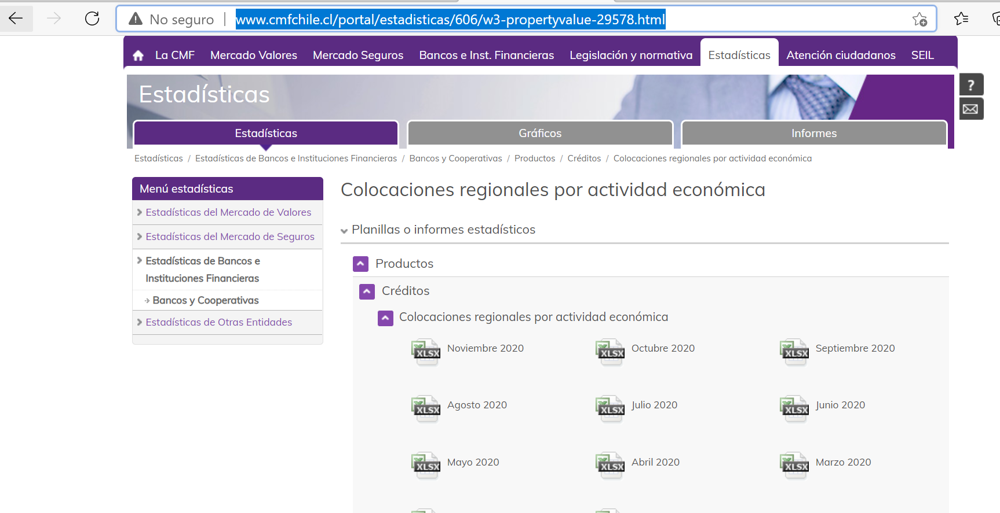 No seguro | www.cmfchile.cl/portal/estadisticas/606/w3-propertyvalue-29578.html
La CMF Mercado Valores Mercado Seguros Bancos e Inst. Financieras Legislación y normativa Estadísticas Atención ciudadanos SEIL
Estadísticas
?
Estadísticas Gráficos Informes
Estadísticas / Estadísticas de Bancos e Instituciones Financieras / Bancos y Cooperativas / Productos / Créditos / Colocaciones regionales por actividad económica
Menú estadísticas
Estadísticas del Mercado de Valores
Estadísticas del Mercado de Seguros
Estadísticas de Bancos e
Instituciones Financieras
Bancos y Cooperativas
Estadísticas de Otras Entidades
Colocaciones regionales por actividad económica
Planillas o informes estadísticos
Productos
Créditos
Colocaciones regionales por actividad económica
XLSX Noviembre 2020 XLSX Octubre 2020 XLSX Septiembre 2020
XLSX Agosto 2020 XLSX Julio 2020 XLSX Junio 2020
XLSX Mayo 2020 XLSX Abril 2020 XLSX Marzo 2020